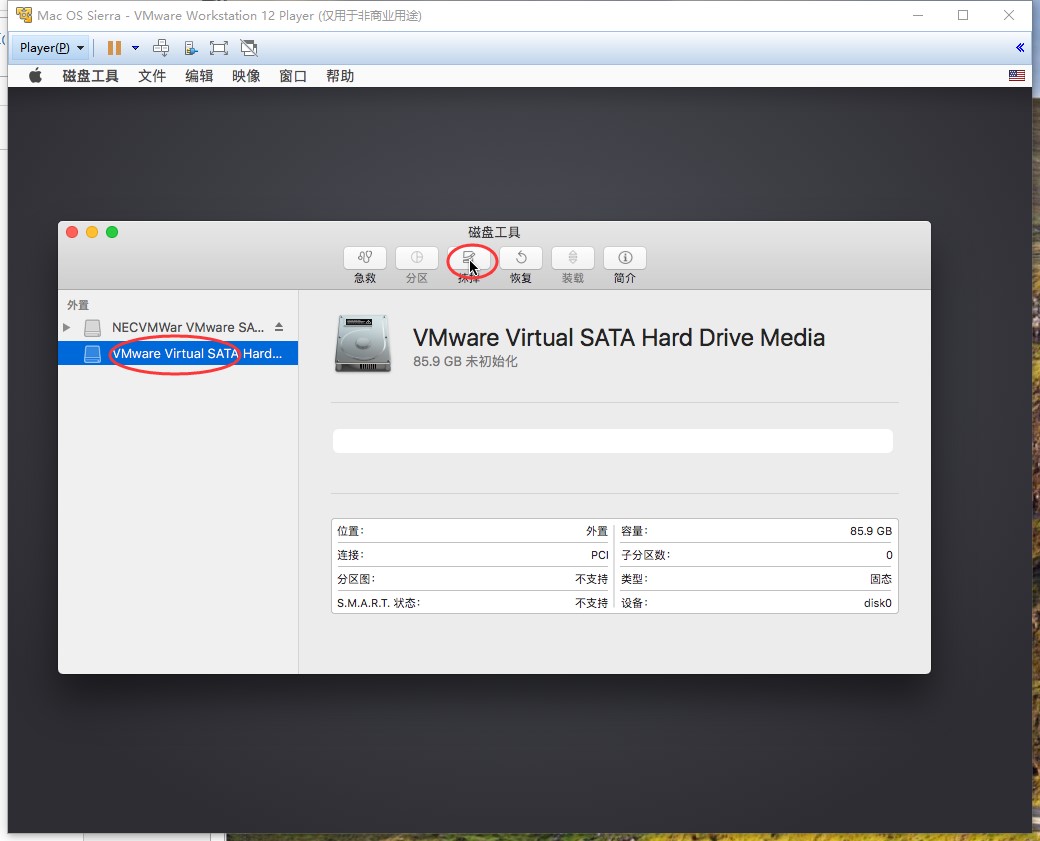 Mac OS Sierra - VMware Workstation 12 Player (仅用于非商业用途)
Player(P)
磁盘工具 文件 编辑 映像 窗口 帮助
磁盘工具
急救 分区 抹掉 恢复 装载 简介
外置
NECVMWar VMware SA...
VMware Virtual SATA Hard...
VMware Virtual SATA Hard Drive Media
85.9 GB 未初始化
位置: 外置 容量: 85.9 GB
连接: PCI 子分区数: 0
分区图: 不支持 类型: 固态
S.M.A.R.T. 状态: 不支持 设备: disk0